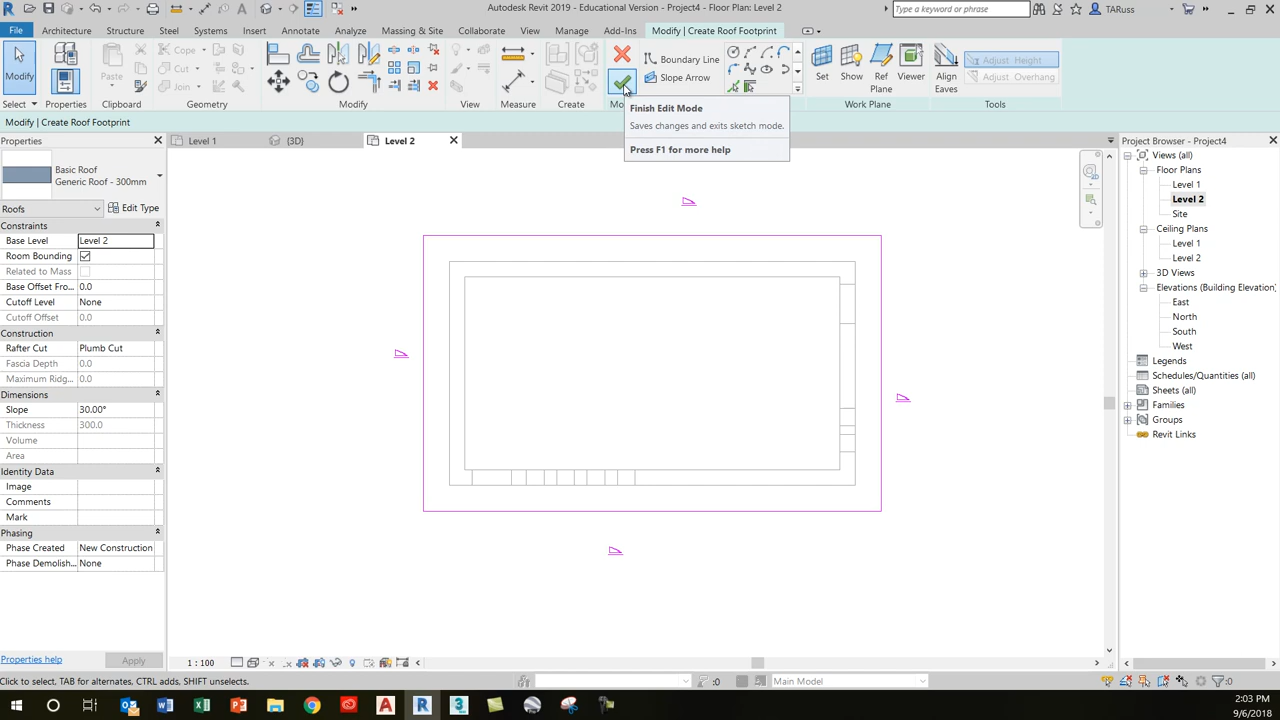 Autodesk Revit 2019 - Educational Version - Project4 - Floor Plan: Level 2
Type a keyword or phrase
TARuss
File
Architecture
Structure
Steel
Systems
Insert
Annotate
Analyze
Massing & Site
Collaborate
View
Manage
Add-Ins
Modify | Create Roof Footprint
Modify
Properties
Paste
Cope
Cut
Join
Boundary Line
Slope Arrow
Set
Show
Ref
Plane
Viewer
Align
Eaves
Adjust Height
Adjust Overhang
Select
Properties
Clipboard
Geometry
Modify
View
Measure
Create
Work Plane
Tools
Finish Edit Mode
Saves changes and exits sketch mode.
Press F1 for more help
Modify | Create Roof Footprint
Properties
Level 1
(3D)
Level 2
Project Browser - Project4
Basic Roof
Generic Roof - 300mm
Roofs
Edit Type
Constraints
Base Level Level 2
Room Bounding
Related to Mass
Base Offset Fro... 0.0
Cutoff Level None
Cutoff Offset 0.0
Construction
Rafter Cut Plumb Cut
Fascia Depth 0.0
Maximum Ridg... 0.0
Dimensions
Slope 30.00°
Thickness 300.0
Volume
Area
Identity Data
Image
Comments
Mark
Phasing
Phase Created New Construction
Phase Demolish... None
Properties help
Apply
Views (all)
Floor Plans
Level 1
Level 2
Site
Ceiling Plans
Level 1
Level 2
3D Views
Elevations (Building Elevation)
East
North
South
West
Legends
Schedules/Quantities (all)
Sheets (all)
Families
Groups
Revit Links
1 : 100
Click to select, TAB for alternates, CTRL adds, SHIFT unselects.
:0
Main Model
:0
2:03 PM
9/6/2018